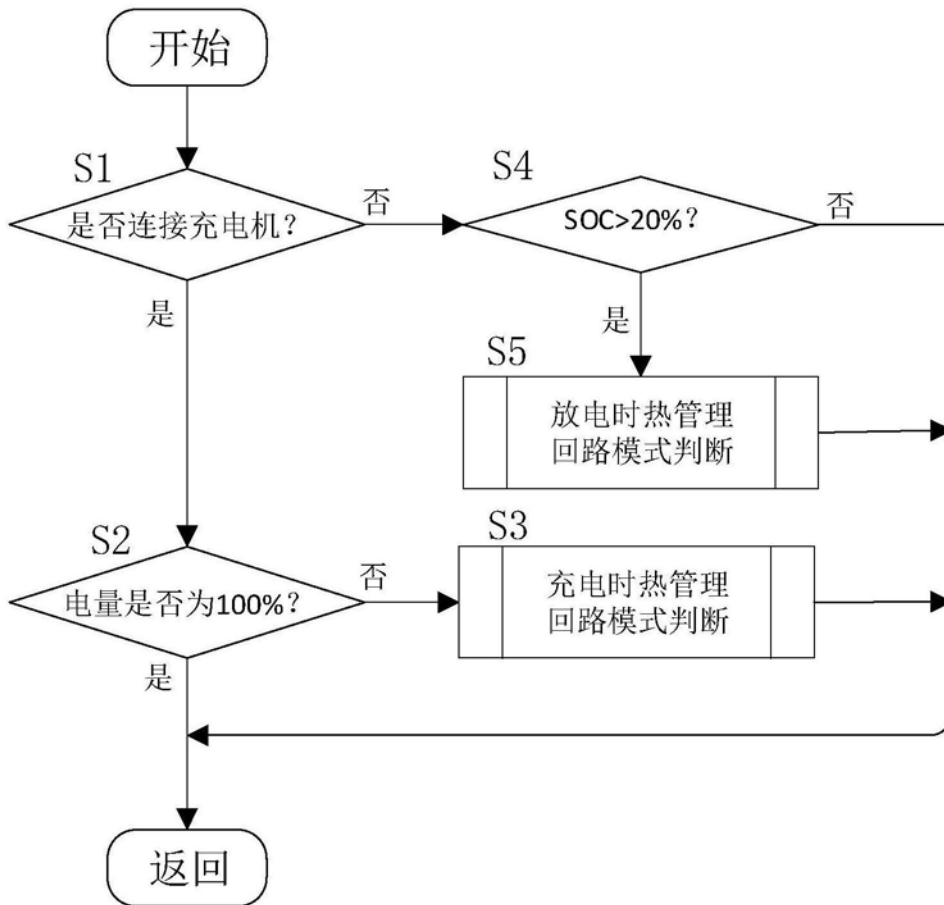 开始
S1
是否连接充电机？
否
S4
SOC>20%？
否
是
是
S5
放电时热管理
回路模式判断
S2
电量是否为100%？
否
S3
充电时热管理
回路模式判断
是
返回